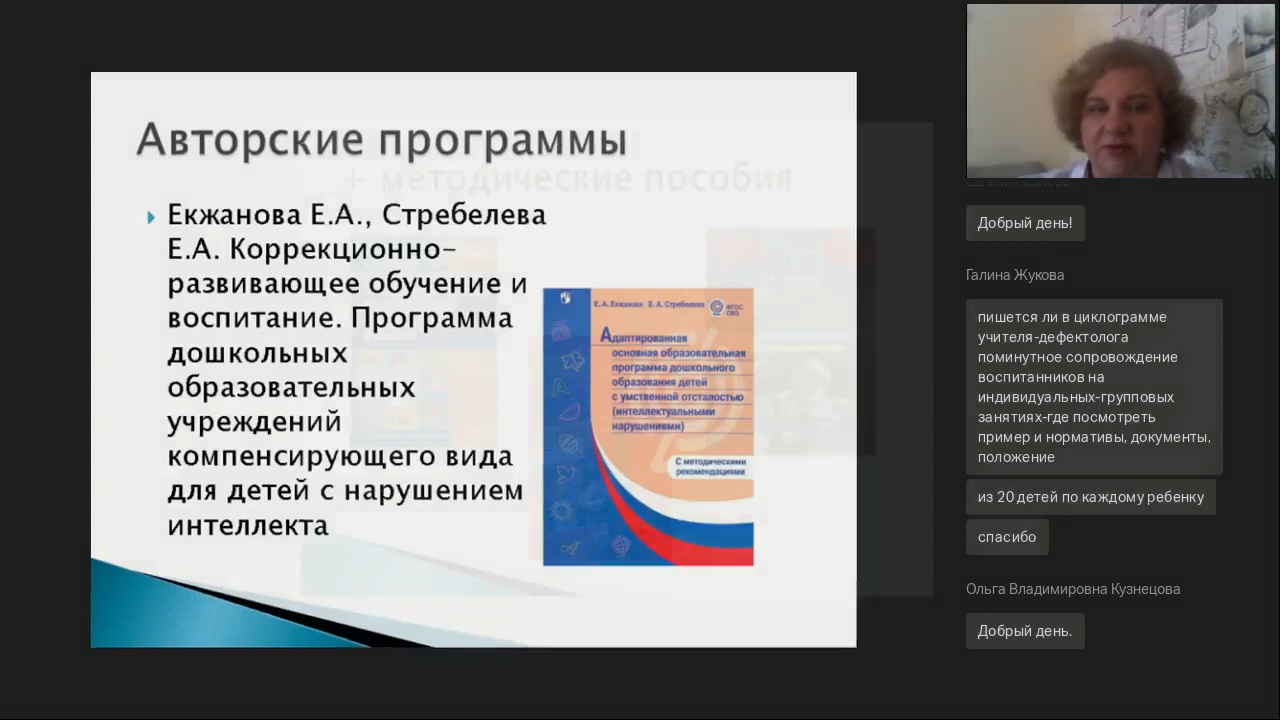 Авторские программы
+ методические пособия
Екжанова Е.А., Стребелева
Е.А. Коррекционно-
развивающее обучение и
воспитание. Программа
дошкольных
образовательных
учреждений
компенсирующего вида
для детей с нарушением
интеллекта
Е. А. Екжанова Е. А. Стребелева
ФГОС
ОВЗ
Адаптированная
основная образовательная
программа дошкольного
образования детей
с умственной отсталостью
(интеллектуальными
нарушениями)
С методическими
рекомендациями
Добрый день!
Галина Жукова
пишется ли в циклограмме
учителя-дефектолога
поминутное сопровождение
воспитанников на
индивидуальных-групповых
занятиях-где посмотреть
пример и нормативы, документы,
положение
из 20 детей по каждому ребенку
спасибо
Ольга Владимировна Кузнецова
Добрый день.